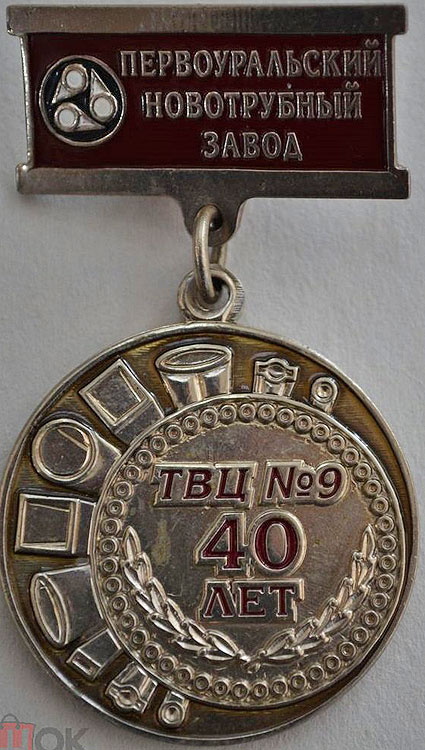 ПЕРВОУРАЛЬСКИЙ
НОВОТРУБНЫЙ
ЗАВОД
ТВЦ №9
40
ЛЕТ